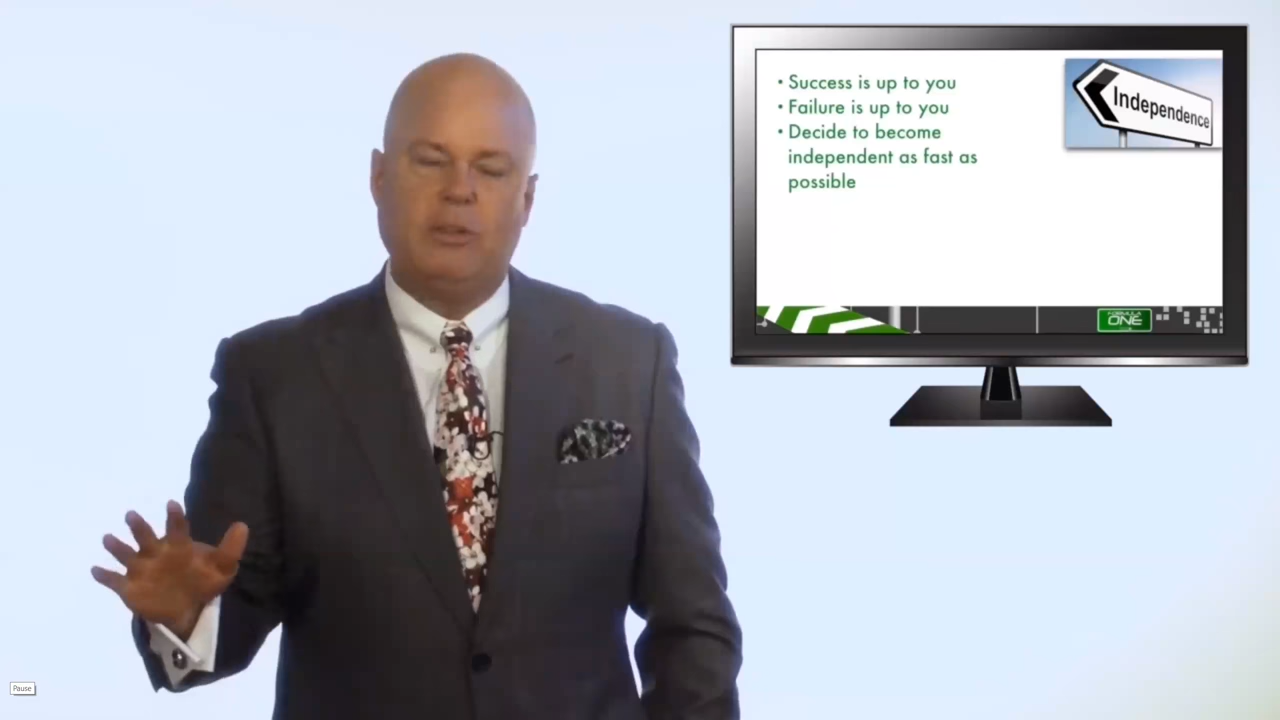 • Success is up to you
• Failure is up to you
• Decide to become
independent as fast as
possible
Independence
FORMULA
ONE
Pause